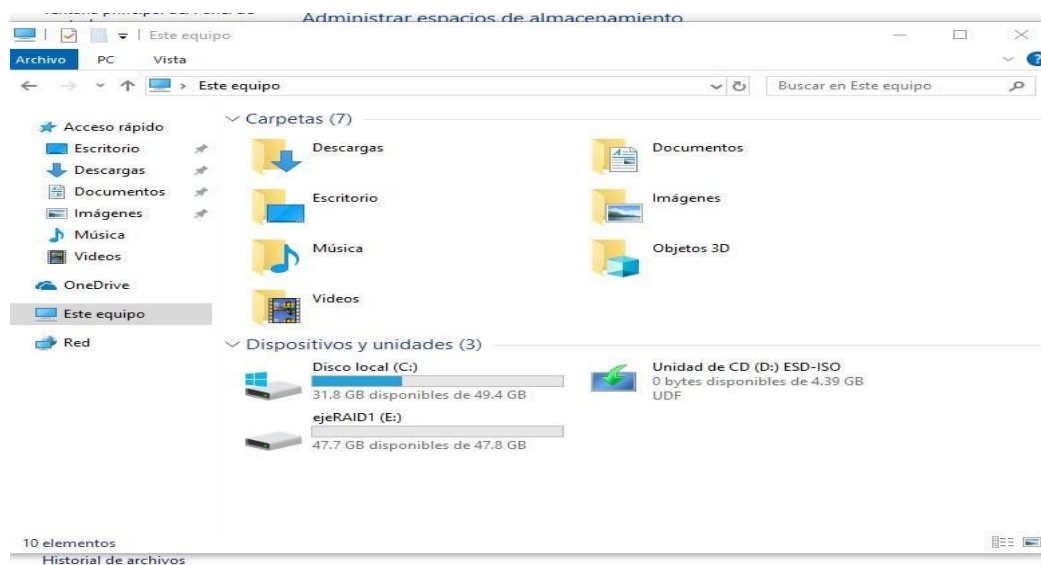 Administrar espacios de almacenamiento
Este equipo
Archivo PC Vista
Este equipo
Buscar en Este equipo
Acceso rápido
Escritorio
Descargas
Documentos
Imágenes
Música
Videos
OneDrive
Este equipo
Red
Carpetas (7)
Descargas
Documentos
Escritorio
Imágenes
Música
Objetos 3D
Videos
Dispositivos y unidades (3)
Disco local (C:)
31.8 GB disponibles de 49.4 GB
Unidad de CD (D:) ESD-ISO
0 bytes disponibles de 4.39 GB
UDF
ejeRAID1 (E:)
47.7 GB disponibles de 47.8 GB
10 elementos
Historial de archivos